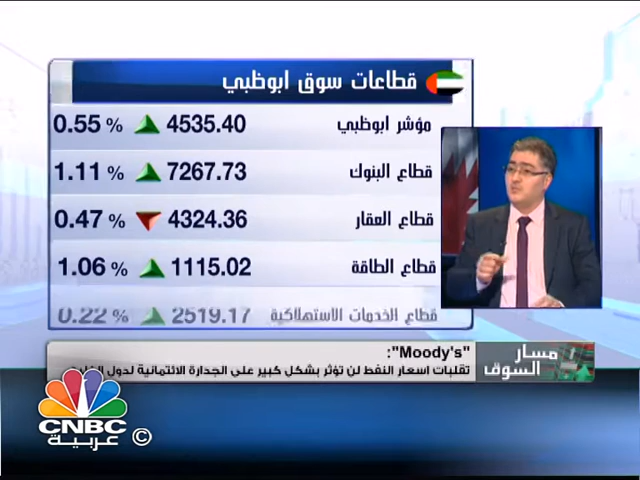 قطاعات سوق ابوظبي
مؤشر ابوظبي 4535.40 0.55 %
قطاع البنوك 7267.73 1.11 %
قطاع العقار 4324.36 0.47 %
قطاع الطاقة 1115.02 1.06 %
قطاع الخدمات الاستهلاكية 2519.17 0.22 %
مسار السوق
"Moody's":
تقلبات اسعار النفط لن تؤثر بشكل كبير على الجدارة الائتمانية لدول
CNBC
عربية ©